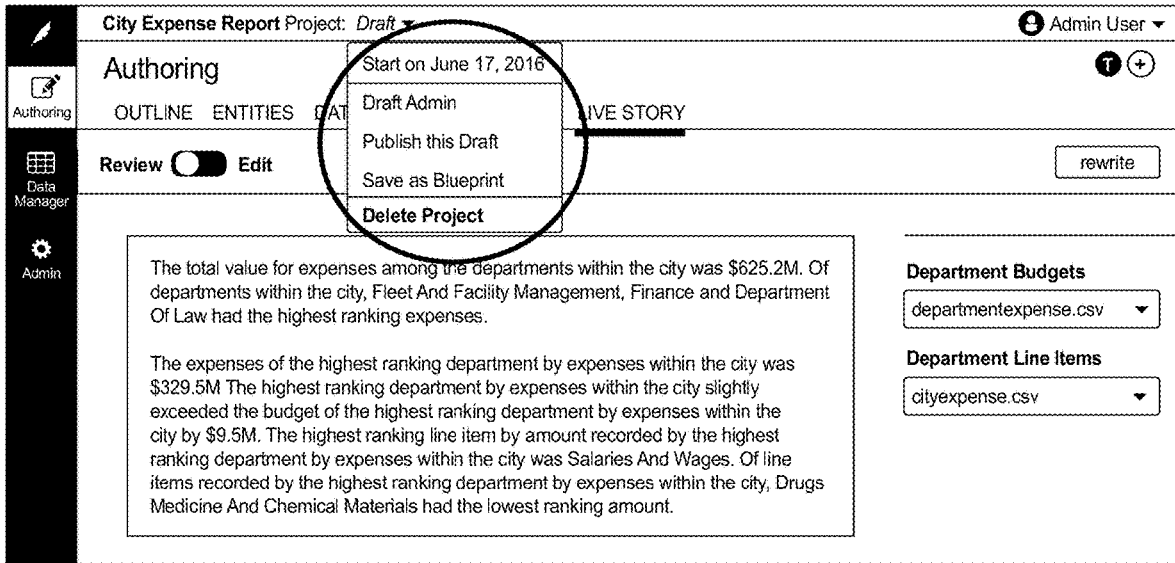 City Expense Report Project: Draft
Admin User
Start on June 17, 2016
Authoring
T
Authoring
Draft Admin
OUTLINE ENTITIES DAT LIVE STORY
Publish this Draft
Review Edit
rewrite
Save as Blueprint
Data
Manager
Delete Project
Admin
The total value for expenses among the departments within the city was $625.2M. Of
departments within the city, Fleet And Facility Management, Finance and Department
Of Law had the highest ranking expenses.
The expenses of the highest ranking department by expenses within the city was
$329.5M The highest ranking department by expenses within the city slightly
exceeded the budget of the highest ranking department by expenses within the
city by $9.5M. The highest ranking line item by amount recorded by the highest
ranking department by expenses within the city was Salaries And Wages. Of line
items recorded by the highest ranking department by expenses within the city, Drugs
Medicine And Chemical Materials had the lowest ranking amount.
Department Budgets
departmentexpense.csv
Department Line Items
cityexpense.csv